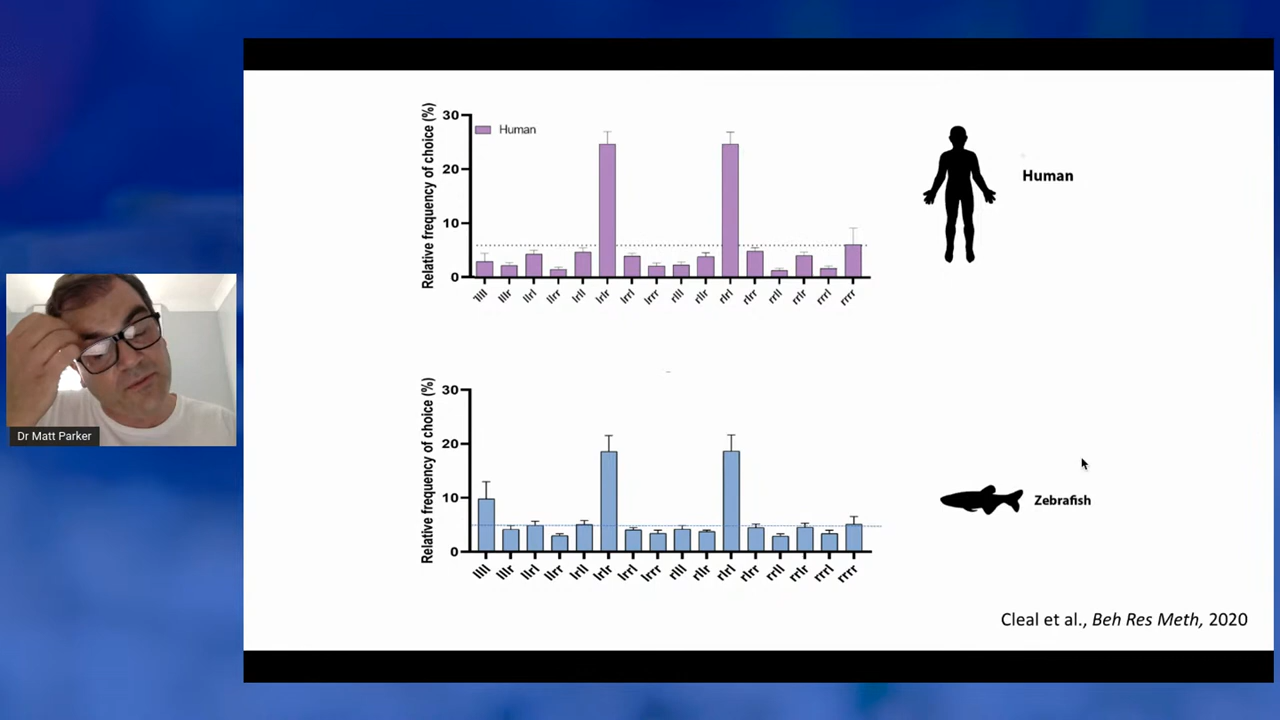 Relative frequency of choice (%)
30
20
10
0
Human
llll lllr llrl llrr lrll lrlr lrrl lrrr rlll rllr rlrl rlrr rrll rrlr rrrl rrrr
Human
Dr Matt Parker
Relative frequency of choice (%)
30
20
10
0
llll lllr llrl llrr lrll lrlr lrrl lrrr rlll rllr rlrl rlrr rrll rrlr rrrl rrrr
Zebrafish
Cleal et al., Beh Res Meth, 2020